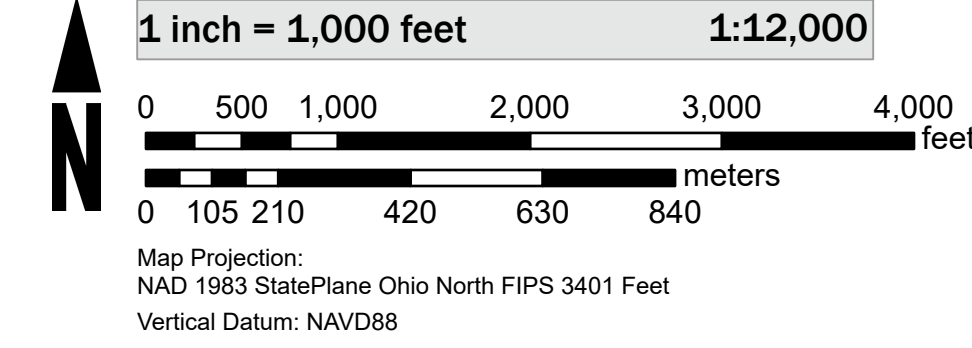 1 inch = 1,000 feet 1:12,000
N
0 500 1,000 2,000 3,000 4,000
feet
meters
0 105 210 420 630 840
Map Projection:
NAD 1983 StatePlane Ohio North FIPS 3401 Feet
Vertical Datum: NAVD88